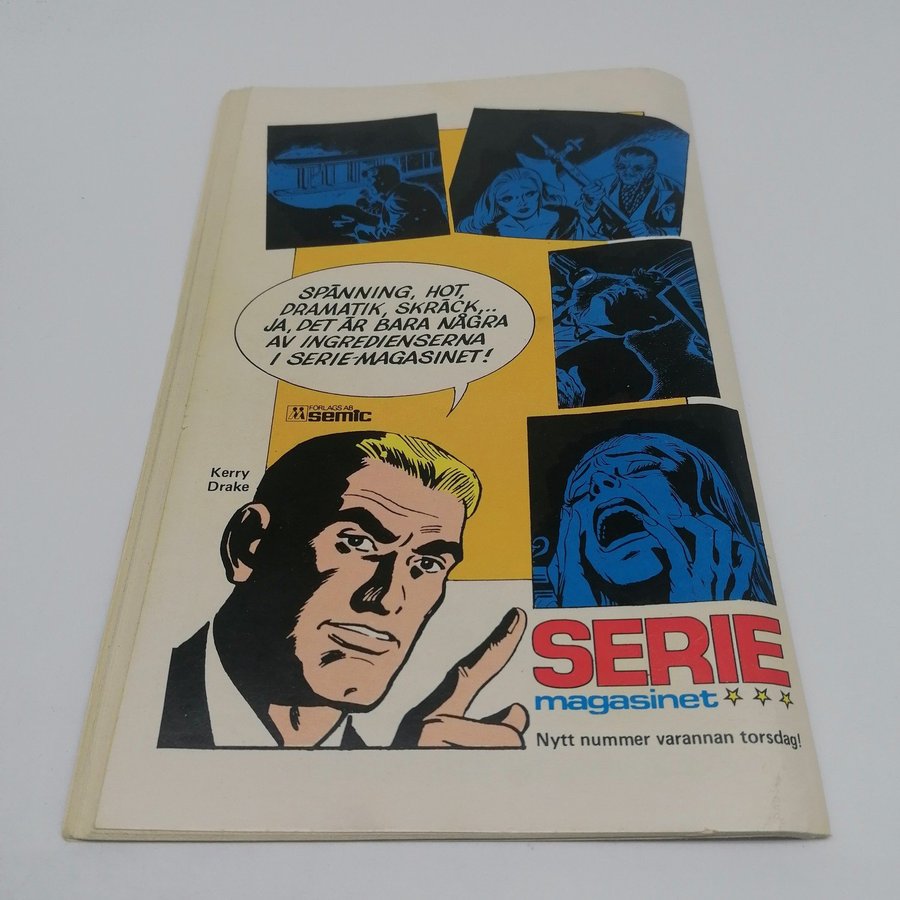 SPÄNNING, HOT,
DRAMATIK, SKRÄCK,..
JA, DET ÄR BARA NÅGRA
AV INGREDIENSERNA
I SERIE-MAGASINET!
FÖRLAGS AB
semic
Kerry
Drake
SERIE
magasinet
Nytt nummer varannan torsdag!